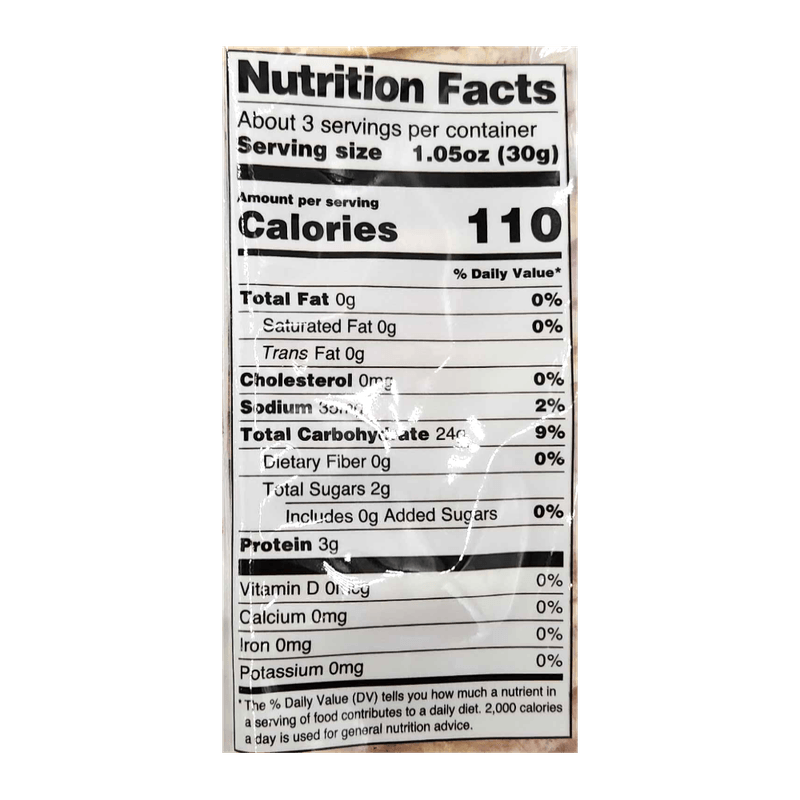 Nutrition Facts
About 3 servings per container
Serving size 1.05oz (30g)
Amount per serving
Calories 110
% Daily Value*
Total Fat 0g 0%
Saturated Fat 0g 0%
Trans Fat 0g
Cholesterol 0mg 0%
Sodium 2%
Total Carbohydrate 24g 9%
Dietary Fiber 0g 0%
Total Sugars 2g
Includes 0g Added Sugars 0%
Protein 3g
Vitamin D 0mcg 0%
Calcium 0mg 0%
Iron 0mg 0%
Potassium 0mg 0%
*The % Daily Value (DV) tells you how much a nutrient in
a serving of food contributes to a daily diet. 2,000 calories
a day is used for general nutrition advice.